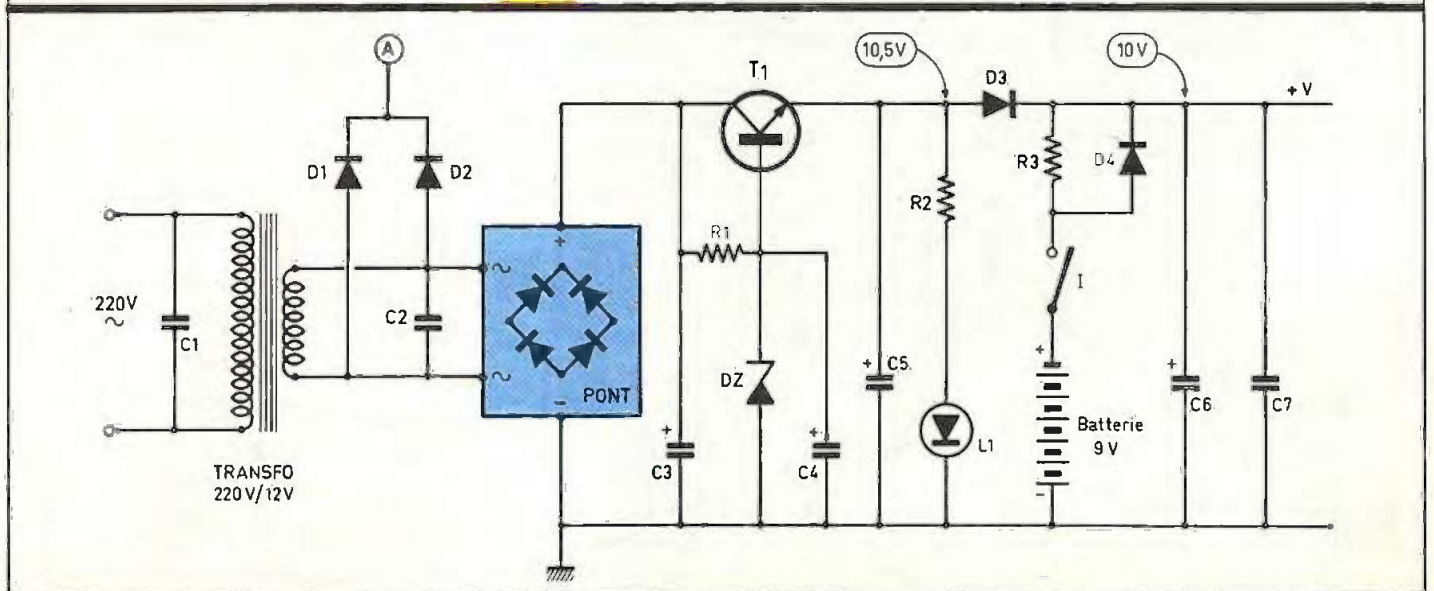 A
10,5V
10V
T1
D3
+ V
D1
D2
R3
D4
R2
+
R1
~
220V
~
C1
C2
I
+
+
C5
+
C6
C7
DZ
~
PONT
-
Batterie
9V
+
C3
+
C4
L1
-
TRANSFO
220V/12V